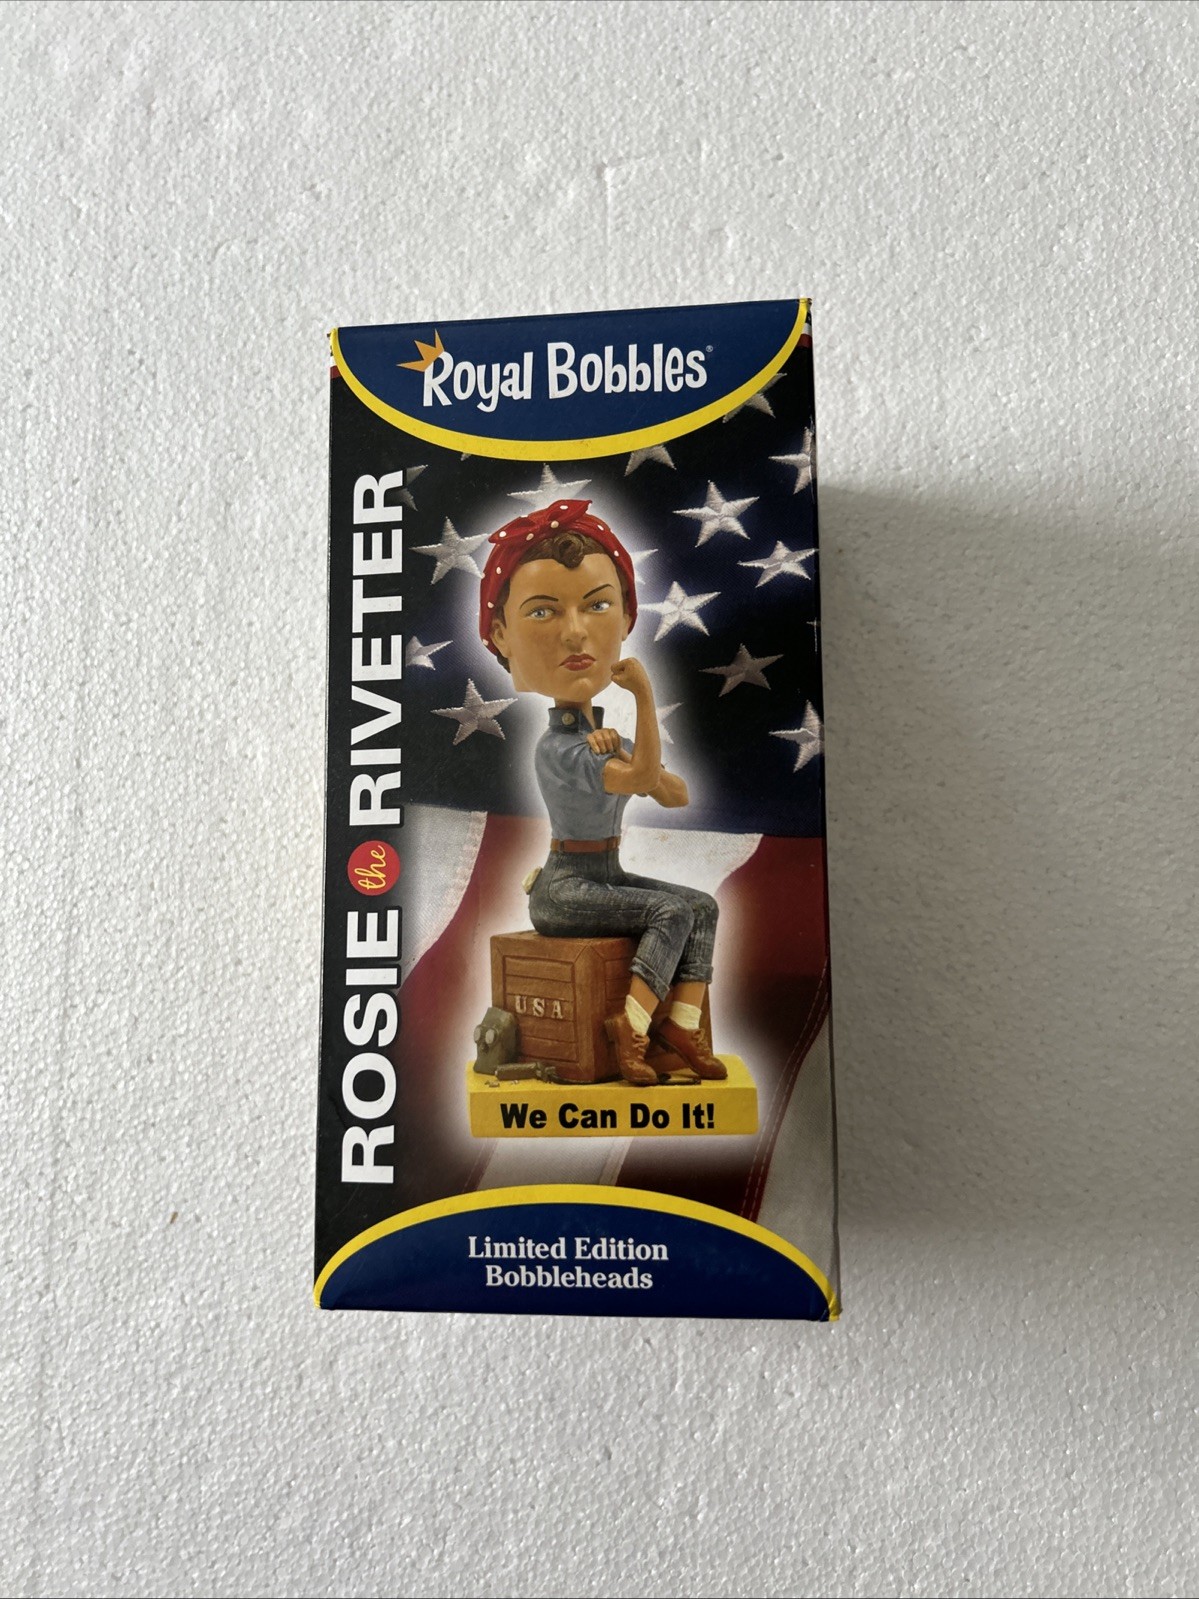 Royal Bobbles®
ROSIE the RIVETER
USA
We Can Do It!
Limited Edition
Bobbleheads